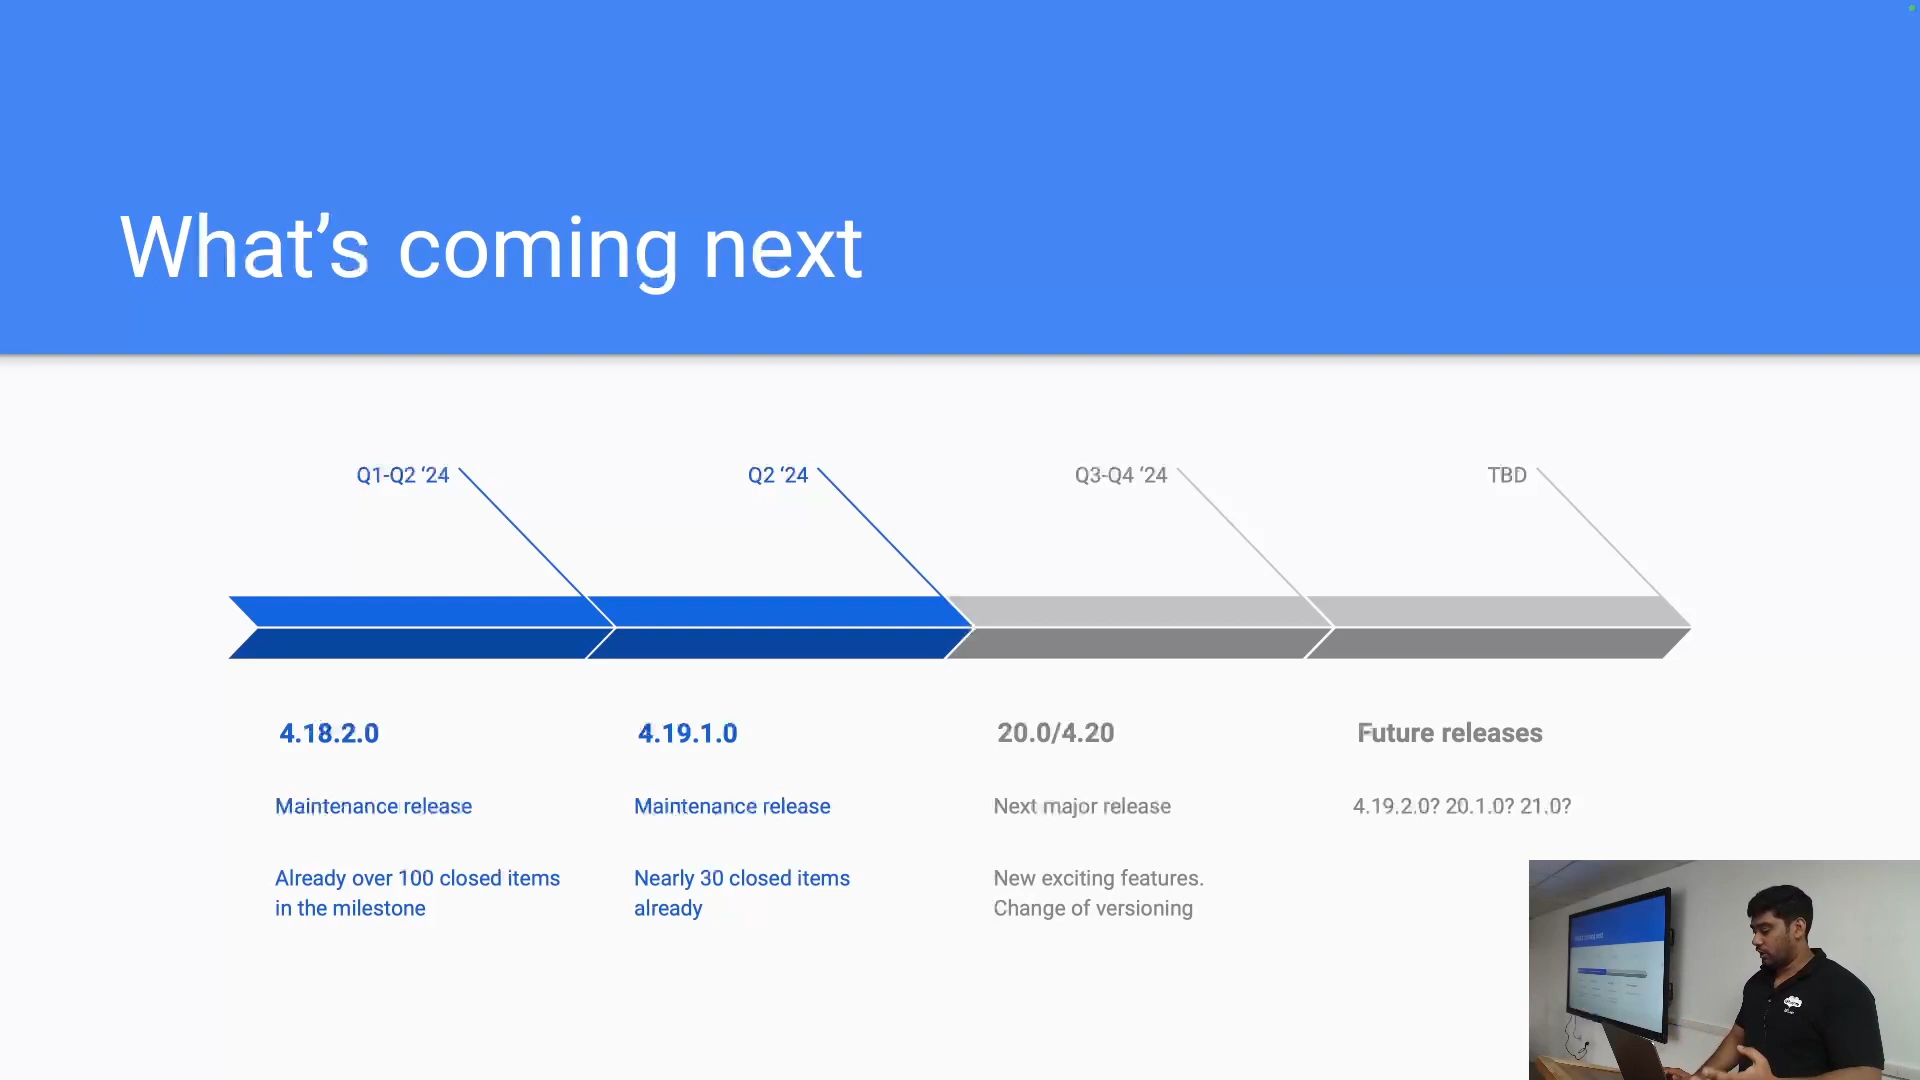 What’s coming next
Q1-Q2 ‘24
Q2 ‘24
Q3-Q4 ‘24
TBD
4.18.2.0
4.19.1.0
20.0/4.20
Future releases
Maintenance release
Maintenance release
Next major release
4.19.2.0? 20.1.0? 21.0?
Already over 100 closed items
in the milestone
Nearly 30 closed items
already
New exciting features.
Change of versioning